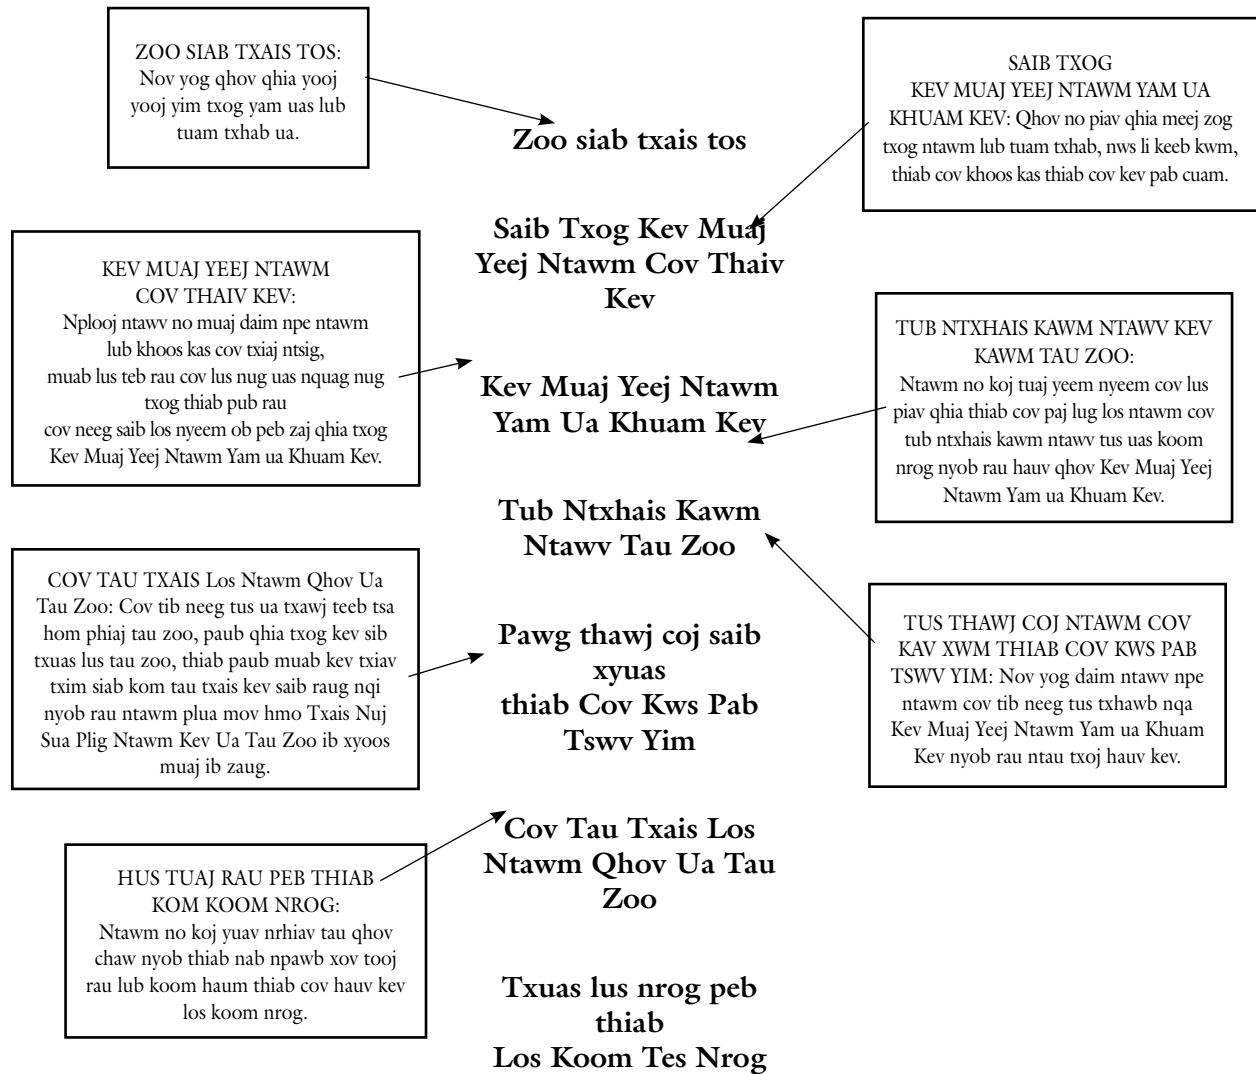 ZOO SIAB TXAIS TOS:
Nov yog qhov qhia yooj
yooj yim txog yam uas lub
tuam txhab ua.
SAIB TXOG
KEV MUAJ YEEJ NTAWM YAM UA
KHUAM KEV: Qhov no piav qhia meej zog
txog ntawm lub tuam txhab, nws li keeb kwm,
thiab cov khoos kas thiab cov kev pab cuam.
Zoo siab txais tos
Saib Txog Kev Muaj
Yeej Ntawm Cov Thaiv
Kev
KEV MUAJ YEEJ NTAWM
COV THAIV KEV:
Nplooj ntawv no muaj daim npe ntawm
lub khoos kas cov txiaj ntsig,
muab lus teb rau cov lus nug uas nquag nug
txog thiab pub rau
cov neeg saib los nyeem ob peb zaj qhia txog
Kev Muaj Yeej Ntawm Yam ua Khuam Kev.
TUB NTXHAIS KAWM NTAWV KEV
KAWM TAU ZOO:
Ntawm no koj tuaj yeem nyeem cov lus
piav qhia thiab cov paj lug los ntawm cov
tub ntxhais kawm ntawv tus uas koom
nrog nyob rau hauv qhov Kev Muaj Yeej
Ntawm Yam ua Khuam Kev.
Kev Muaj Yeej Ntawm
Yam Ua Khuam Kev
Tub Ntxhais Kawm
Ntawv Tau Zoo
COV TAU TXAIS Los Ntawm Qhov Ua
Tau Zoo: Cov tib neeg tus ua txawj teeb tsa
hom phiaj tau zoo, paub qhia txog kev sib
txuas lus tau zoo, thiab paub muab kev txiav
txim siab kom tau txais kev saib raug nqi
nyob rau ntawm plua mov hmo Txais Nuj
Sua Plig Ntawm Kev Ua Tau Zoo ib xyoos
muaj ib zaug.
TUS THAWJ COJ NTAWM COV
KAV XWM THIAB COV KWS PAB
TSWV YIM: Nov yog daim ntawv npe
ntawm cov tib neeg tus txhawb nqa
Kev Muaj Yeej Ntawm Yam ua Khuam
Kev nyob rau ntau txoj hauv kev.
Pawg thawj coj saib
xyuas
thiab Cov Kws Pab
Tswv Yim
Cov Tau Txais Los
Ntawm Qhov Ua Tau
Zoo
HUS TUAJ RAU PEB THIAB
KOM KOOM NROG:
Ntawm no koj yuav nrhiav tau qhov
chaw nyob thiab nab npawb xov tooj
rau lub koom haum thiab cov hauv kev
los koom nrog.
Txuas lus nrog peb
thiab
Los Koom Tes Nrog